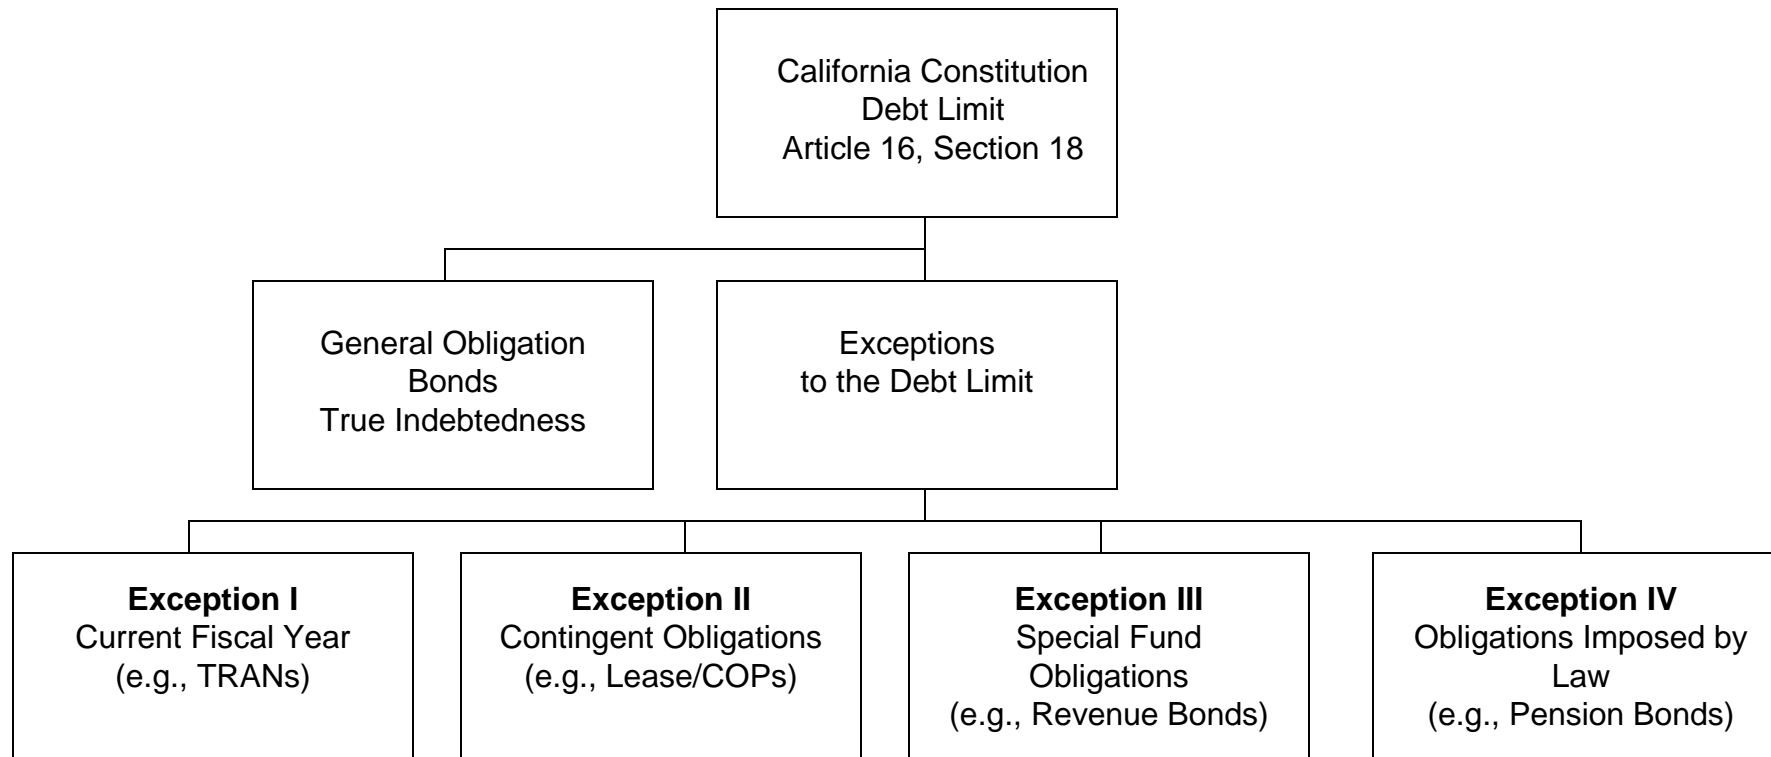 California Constitution
Debt Limit
Article 16, Section 18
General Obligation
Bonds
True Indebtedness
Exceptions
to the Debt Limit
Exception I
Current Fiscal Year
(e.g., TRANs)
Exception II
Contingent Obligations
(e.g., Lease/COPs)
Exception III
Special Fund
Obligations
(e.g., Revenue Bonds)
Exception IV
Obligations Imposed by
Law
(e.g., Pension Bonds)